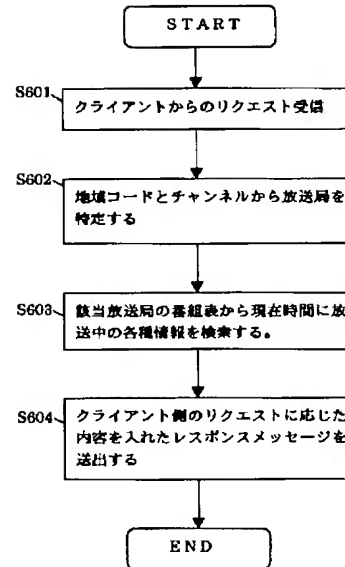 START
S601
クライアントからのリクエスト受信
S602
地域コードとチャンネルから放送局を
特定する
S603
該当放送局の番組表から現在時間に放
送中の各種情報を検索する。
S604
クライアント側のリクエストに応じた
内容を入れたレスポンスメッセージを
送出する
END